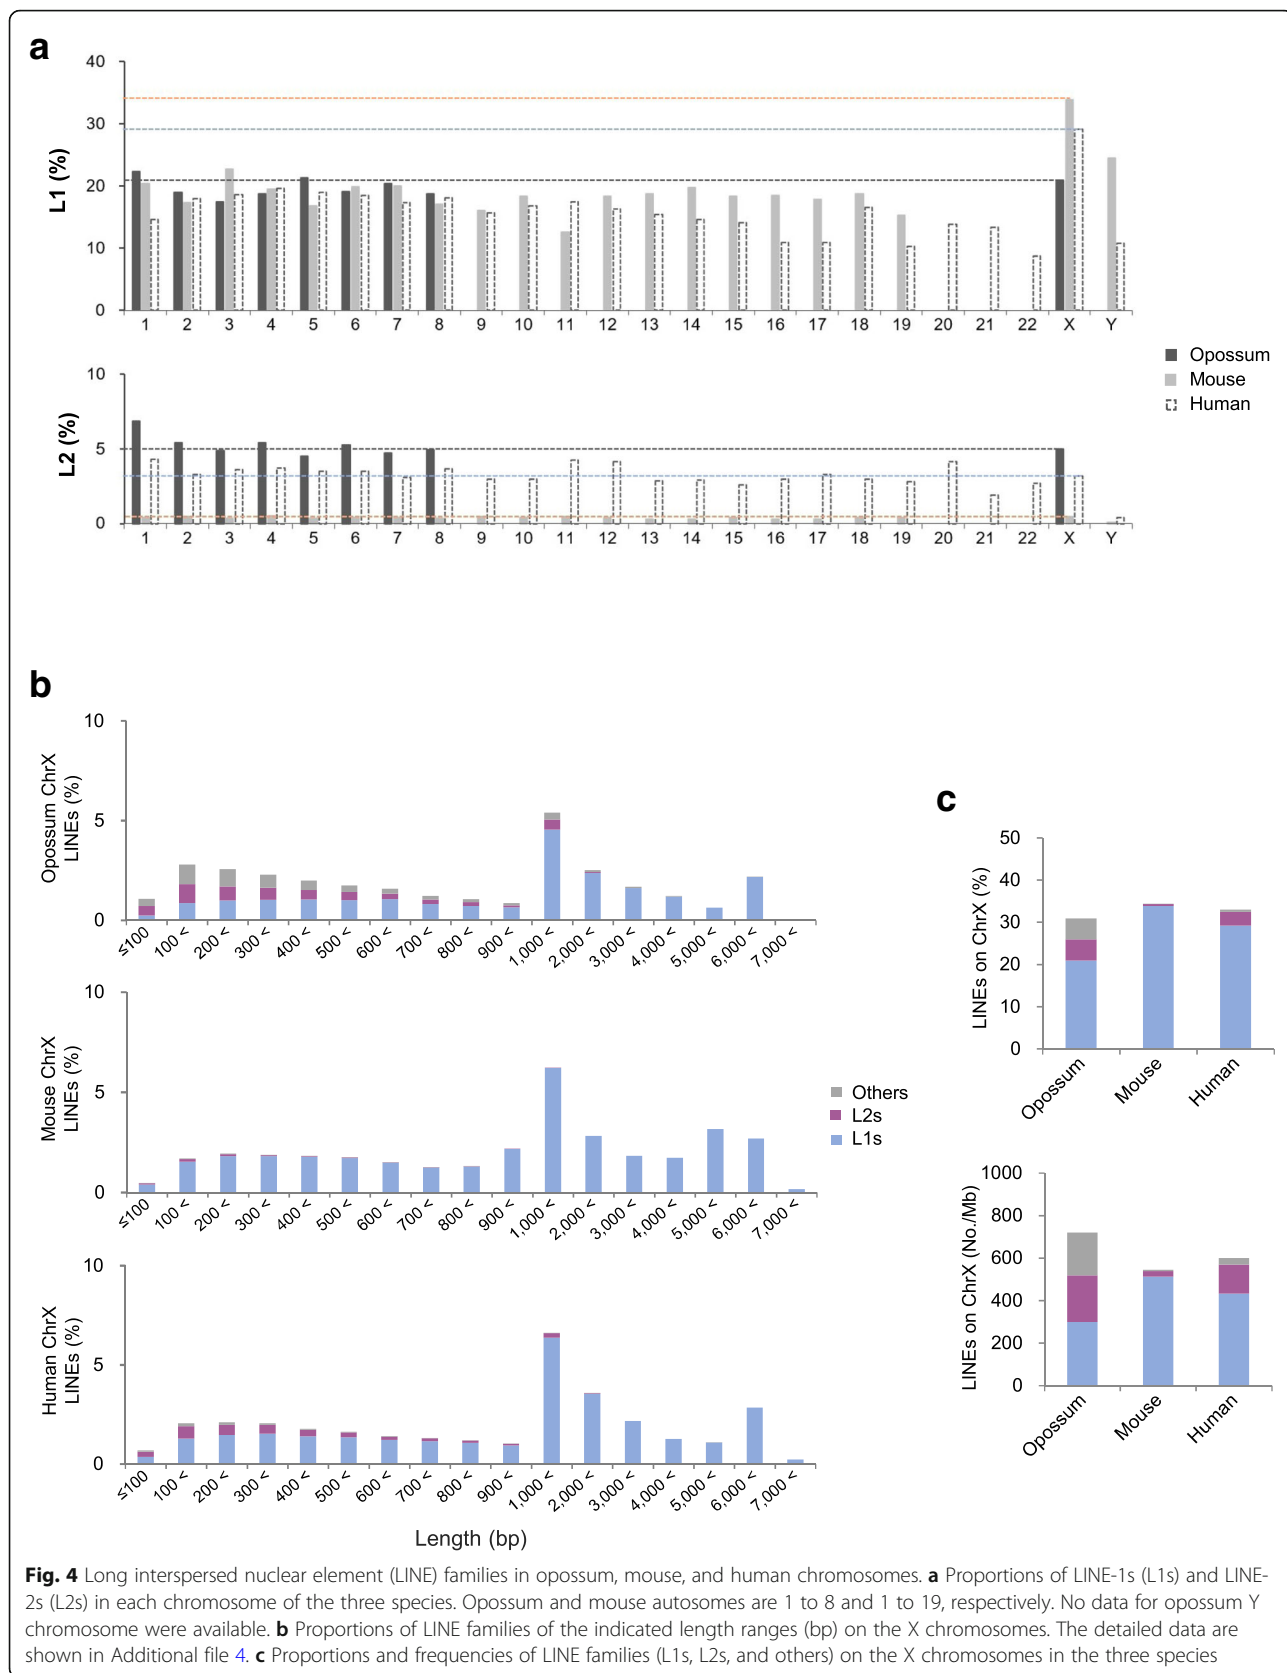 a
40
30
20
10
0
L1 (%)
1 2 3 4 5 6 7 8 9 10 11 12 13 14 15 16 17 18 19 20 21 22 X Y
10
5
0
L2 (%)
1 2 3 4 5 6 7 8 9 10 11 12 13 14 15 16 17 18 19 20 21 22 X Y
Opossum
Mouse
Human
b
10
5
0
Opossum ChrX
LINEs (%)
≤100 100 < 200 < 300 < 400 < 500 < 600 < 700 < 800 < 900 < 1,000 < 2,000 < 3,000 < 4,000 < 5,000 < 6,000 < 7,000 <
10
5
0
Mouse ChrX
LINEs (%)
≤100 100 < 200 < 300 < 400 < 500 < 600 < 700 < 800 < 900 < 1,000 < 2,000 < 3,000 < 4,000 < 5,000 < 6,000 < 7,000 <
10
5
0
Human ChrX
LINEs (%)
≤100 100 < 200 < 300 < 400 < 500 < 600 < 700 < 800 < 900 < 1,000 < 2,000 < 3,000 < 4,000 < 5,000 < 6,000 < 7,000 <
Length (bp)
Others
L2s
L1s
c
50
40
30
20
10
0
LINEs on ChrX (%)
Opossum Mouse Human
1000
800
600
400
200
0
LINEs on ChrX (No./Mb)
Opossum Mouse Human
Fig. 4 Long interspersed nuclear element (LINE) families in opossum, mouse, and human chromosomes. a Proportions of LINE-1s (L1s) and LINE-
2s (L2s) in each chromosome of the three species. Opossum and mouse autosomes are 1 to 8 and 1 to 19, respectively. No data for opossum Y
chromosome were available. b Proportions of LINE families of the indicated length ranges (bp) on the X chromosomes. The detailed data are
shown in Additional file 4. c Proportions and frequencies of LINE families (L1s, L2s, and others) on the X chromosomes in the three species